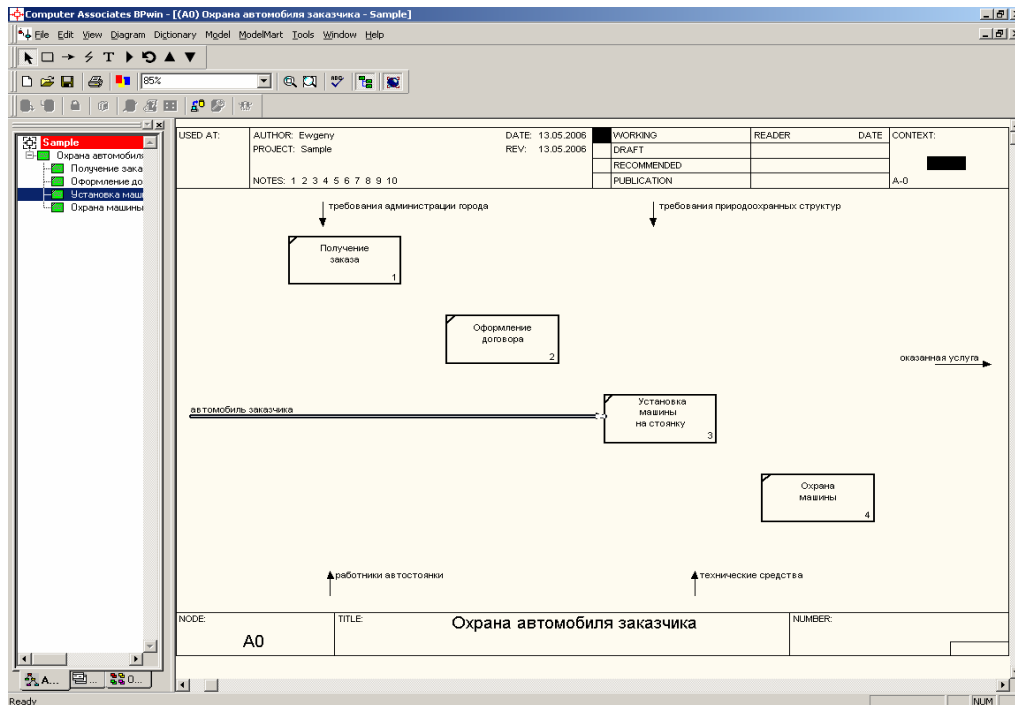 Computer Associates BPwin - [(A0) Охрана автомобиля заказчика - Sample]
File Edit View Diagram Dictionary Model ModelMart Tools Window Help
85%
ABC
Sample
Охрана автомобиля
Получение зака
Оформление до
Установка маш
Охрана машины
USED AT:
AUTHOR: Ewgeny
DATE: 13.05.2006
PROJECT: Sample
REV: 13.05.2006
NOTES: 1 2 3 4 5 6 7 8 9 10
WORKING
DRAFT
RECOMMENDED
PUBLICATION
READER
DATE
CONTEXT:
A-0
требования администрации города
требования природоохранных структур
Получение
заказа
1
Оформление
договора
2
оказанная услуга
автомобиль заказчика
Установка
машины
на стоянку
3
Охрана
машины
4
работники автостоянки
технические средства
NODE:
A0
TITLE:
Охрана автомобиля заказчика
NUMBER:
A...
O...
Ready
NUM